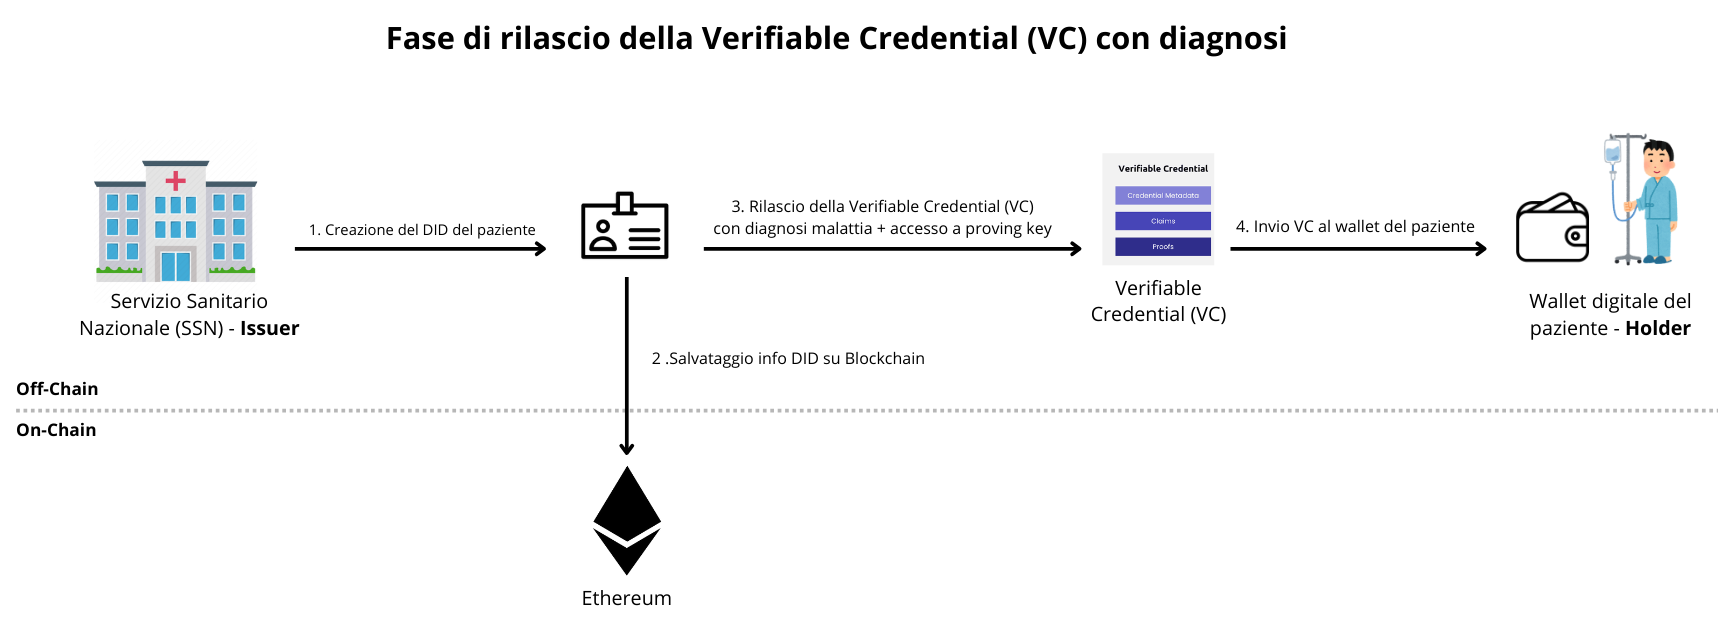 Fase di rilascio della Verifiable Credential (VC) con diagnosi
1. Creazione del DID del paziente
3. Rilascio della Verifiable Credential (VC)
con diagnosi malattia + accesso a proving key
Verifiable Credential
Credential Metadata
Claims
Proofs
4. Invio VC al wallet del paziente
Servizio Sanitario
Nazionale (SSN) - Issuer
Verifiable
Credential (VC)
Wallet digitale del
paziente - Holder
2 .Salvataggio info DID su Blockchain
Off-Chain
On-Chain
Ethereum